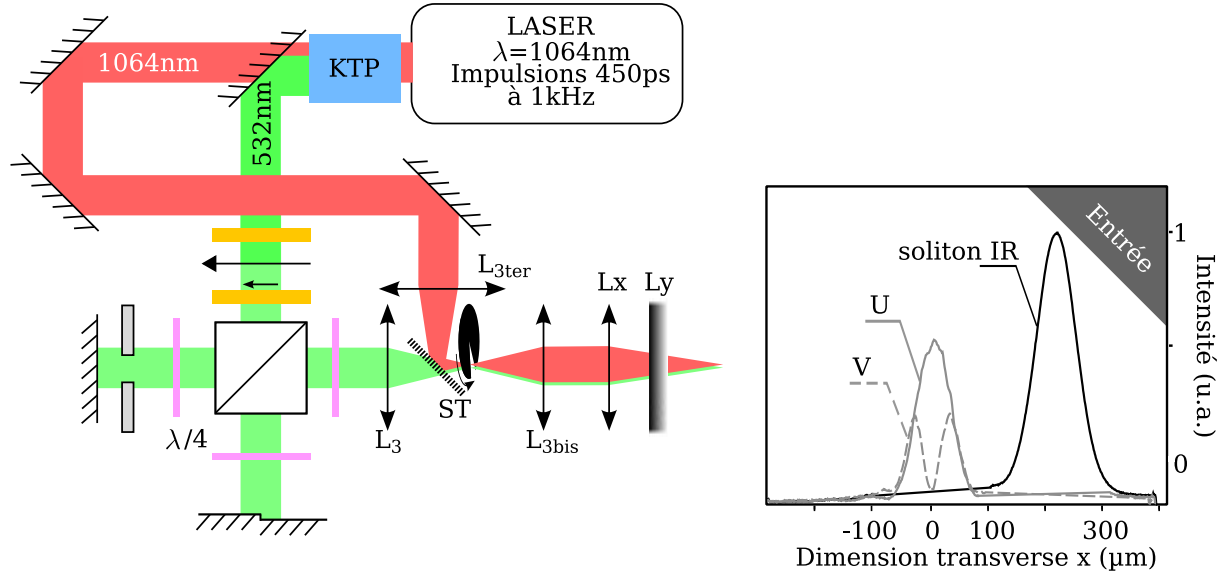 LASER
λ=1064nm
Impulsions 450ps
à 1kHz
KTP
1064nm
532nm
L3ter
Lx
Ly
ST
λ/4
L3
L3bis
Entrée
soliton IR
U
V
1
0
Intensité (u.a.)
-100 0 100 300
Dimension transverse x (µm)